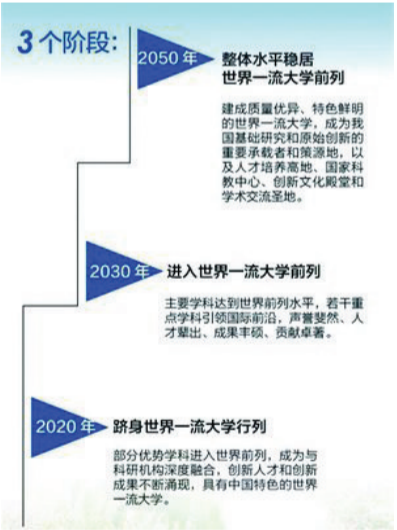 3个阶段：
2050年
整体水平稳居
世界一流大学前列
建成质量优异、特色鲜明
的世界一流大学，成为我
国基础研究和原始创新的
重要承载者和策源地，以
及人才培养高地、国家科
教中心、创新文化殿堂和
学术交流圣地。
2030年
进入世界一流大学前列
主要学科达到世界前列水平，若干重
点学科引领国际前沿，声誉斐然、人
才辈出、成果丰硕、贡献卓著。
2020年
跻身世界一流大学行列
部分优势学科进入世界前列，成为与
科研机构深度融合，创新人才和创新
成果不断涌现，具有中国特色的世界
一流大学。